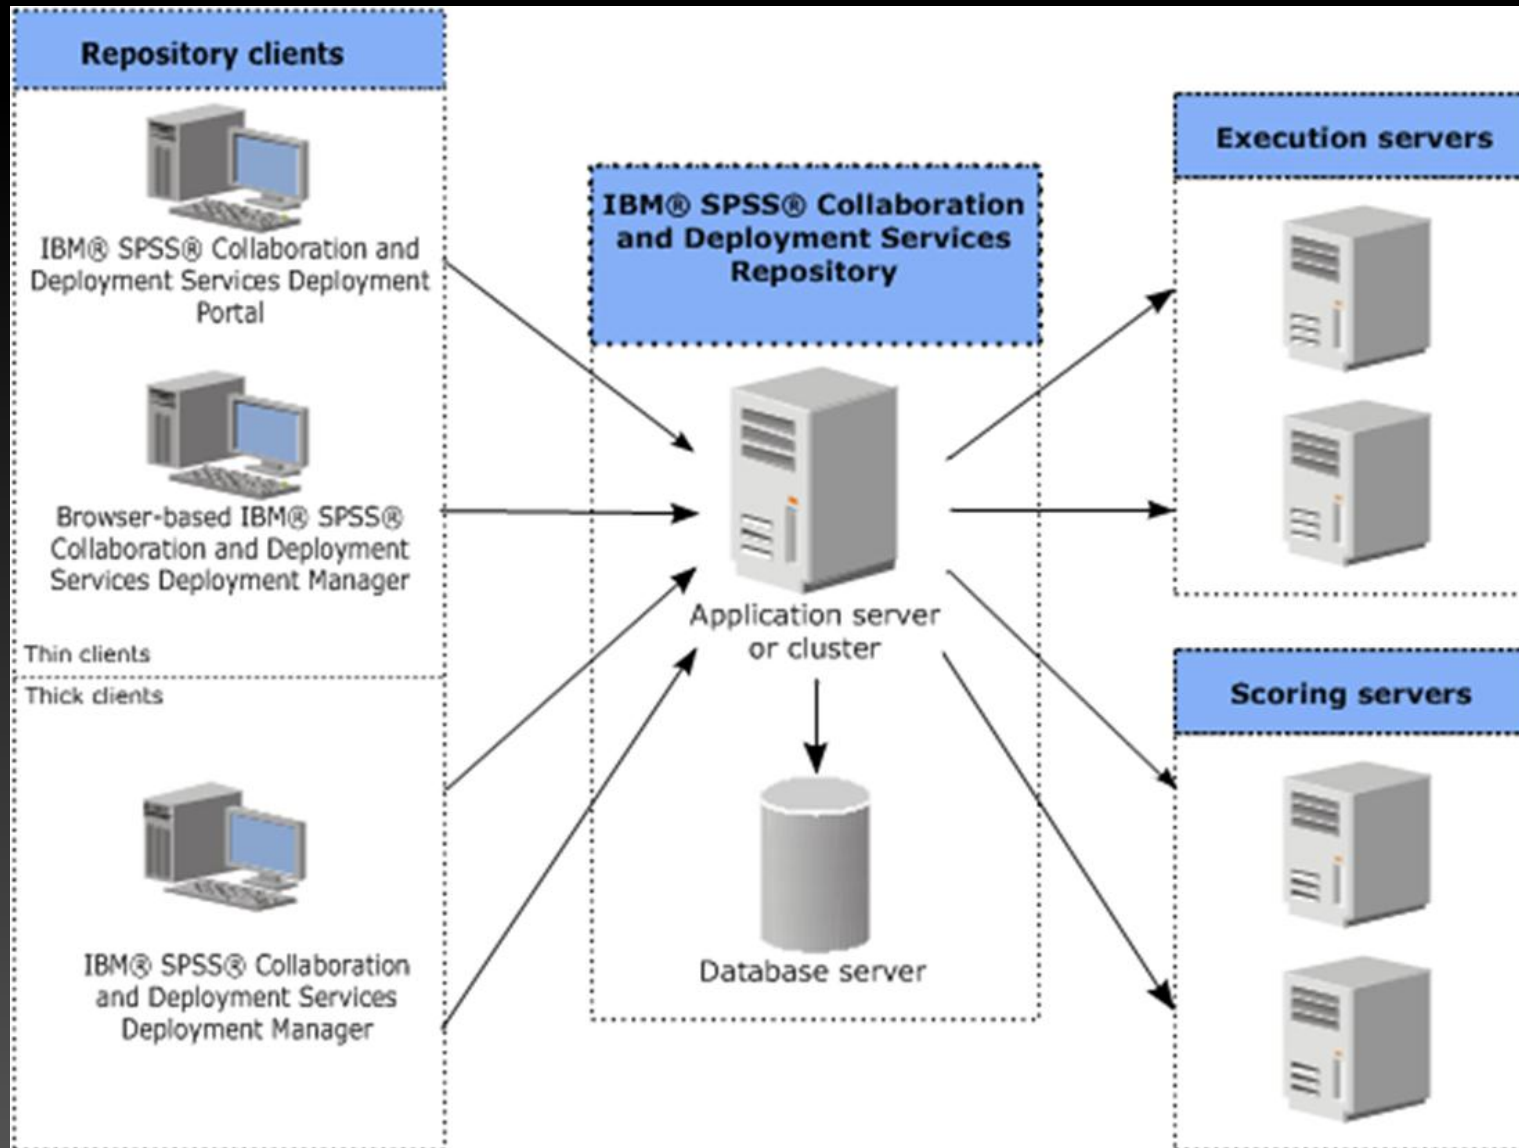 Repository clients
IBM® SPSS® Collaboration and
Deployment Services Deployment
Portal
Browser-based IBM® SPSS®
Collaboration and Deployment
Services Deployment Manager
Thin clients
Thick clients
IBM® SPSS® Collaboration
and Deployment Services
Deployment Manager
IBM® SPSS® Collaboration
and Deployment Services
Repository
Application server
or cluster
Database server
Execution servers
Scoring servers